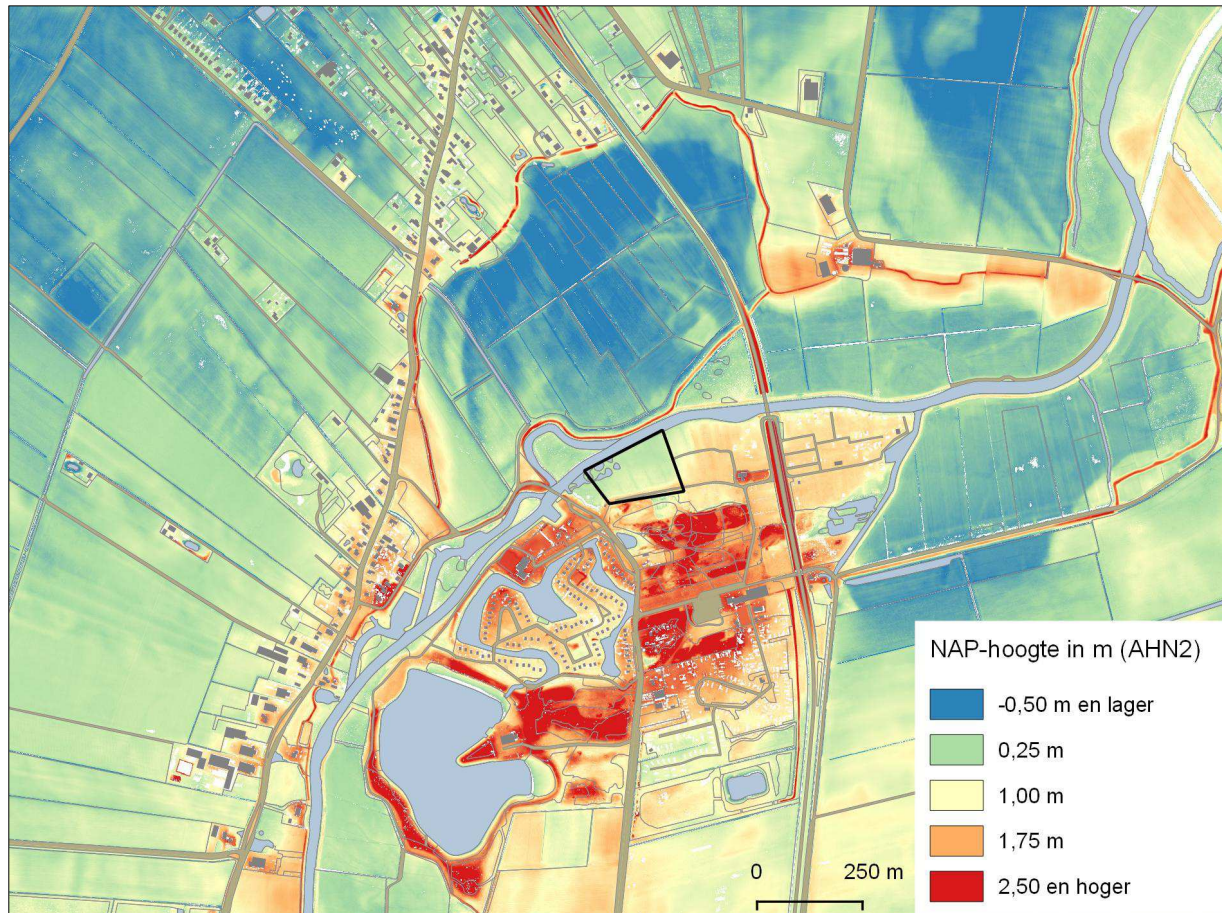 NAP-hoogte in m (AHN2)
-0,50 m en lager
0,25 m
1,00 m
1,75 m
2,50 en hoger
0 250 m